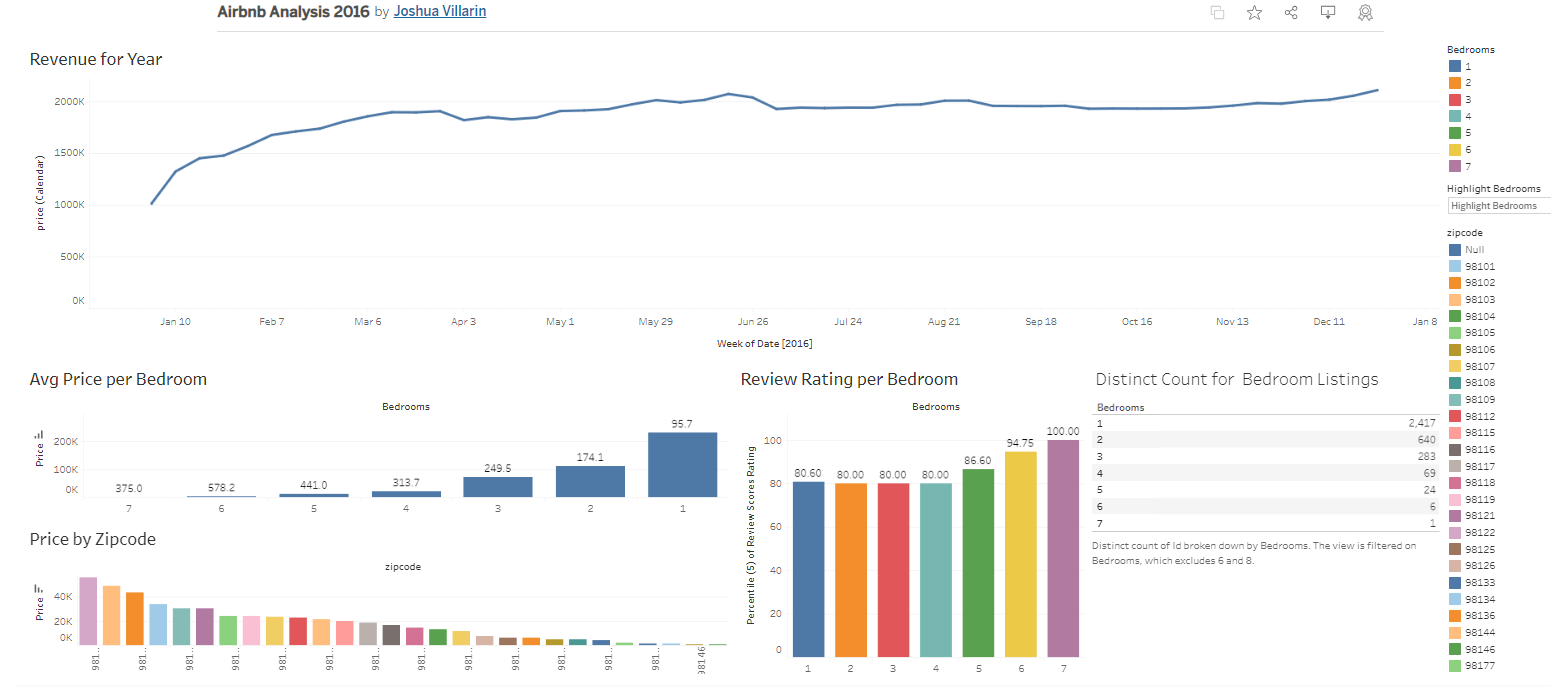 Airbnb Analysis 2016 by Joshua Villarin
Revenue for Year
price (Calendar)
2000K
1500K
1000K
500K
0K
Jan 10 Feb 7 Mar 6 Apr 3 May 1 May 29 Jun 26 Jul 24 Aug 21 Sep 18 Oct 16 Nov 13 Dec 11 Jan 8
Week of Date [2016]
Avg Price per Bedroom
Bedrooms
Price
200K
100K
0K
375.0 578.2 441.0 313.7 249.5 174.1 95.7
7 6 5 4 3 2 1
Price by Zipcode
zipcode
Price
40K
20K
0K
981.. 981.. 981.. 981.. 981.. 981.. 981.. 981.. 981.. 981.. 981.. 981.. 981.. 98146
Review Rating per Bedroom
Bedrooms
Percentile (5) of Review Scores Rating
100
80
60
40
20
0
80.60 80.00 80.00 80.00 86.60 94.75 100.00
1 2 3 4 5 6 7
Distinct Count for Bedroom Listings
Bedrooms
1 2,417
2 640
3 283
4 69
5 24
6 6
7 1
Distinct count of Id broken down by Bedrooms. The view is filtered on
Bedrooms, which excludes 6 and 8.
Bedrooms
1
2
3
4
5
6
7
Highlight Bedrooms
Highlight Bedrooms
zipcode
Null
98101
98102
98103
98104
98105
98106
98107
98108
98109
98112
98115
98116
98117
98118
98119
98121
98122
98125
98126
98133
98134
98136
98144
98146
98177